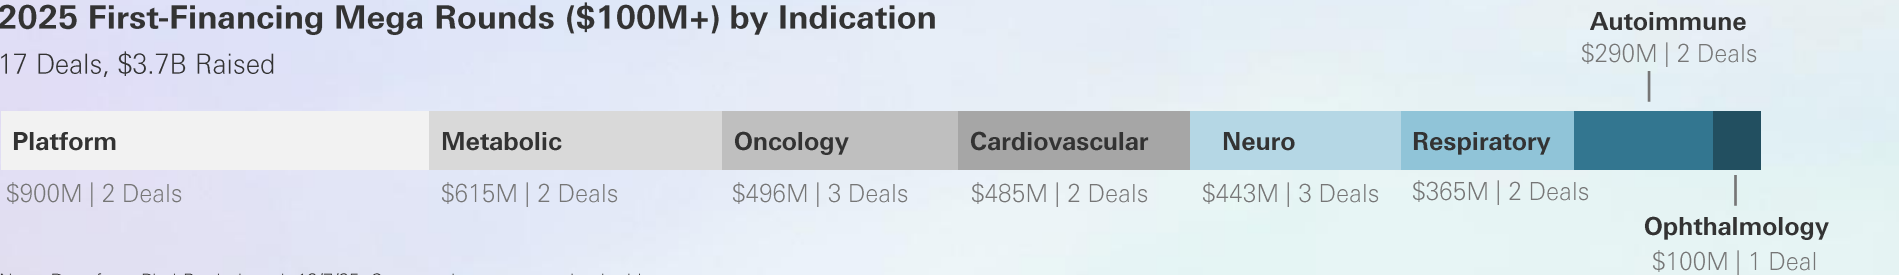 2025 First-Financing Mega Rounds ($100M+) by Indication
17 Deals, $3.7B Raised
Autoimmune
$290M | 2 Deals
Platform
Metabolic
Oncology
Cardiovascular
Neuro
Respiratory
$900M | 2 Deals
$615M | 2 Deals
$496M | 3 Deals
$485M | 2 Deals
$443M | 3 Deals
$365M | 2 Deals
Ophthalmology
$100M | 1 Deal